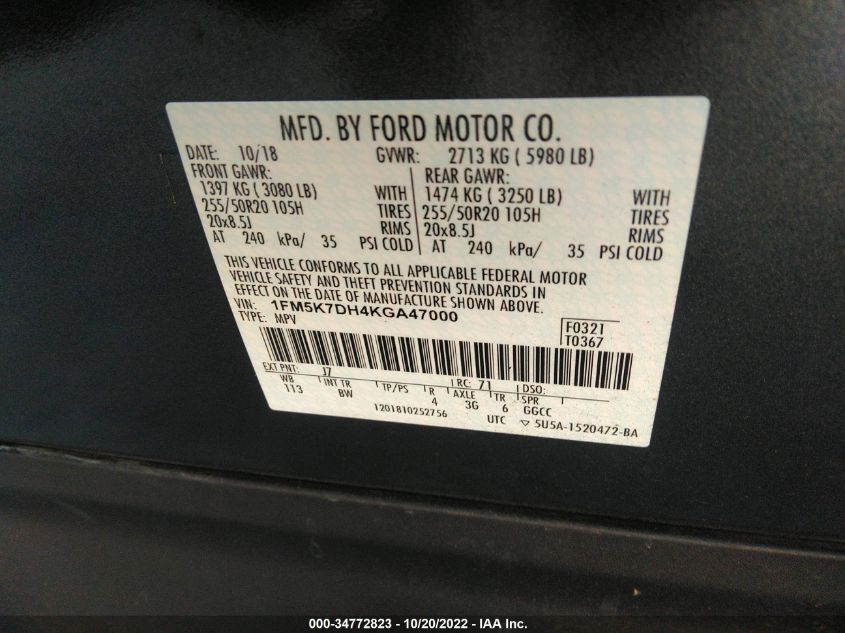 MFD. BY FORD MOTOR CO.
DATE: 10/18 GVWR: 2713 KG ( 5980 LB)
FRONT GAWR: REAR GAWR:
1397 KG ( 3080 LB) WITH 1474 KG ( 3250 LB) WITH
255/50R20 105H TIRES 255/50R20 105H TIRES
20x8.5J RIMS 20x8.5J RIMS
AT 240 kPa/ 35 PSI COLD AT 240 kPa/ 35 PSI COLD
THIS VEHICLE CONFORMS TO ALL APPLICABLE FEDERAL MOTOR
VEHICLE SAFETY AND THEFT PREVENTION STANDARDS IN
EFFECT ON THE DATE OF MANUFACTURE SHOWN ABOVE.
VIN: 1FM5K7DH4KGA47000
TYPE: MPV
F0321
T0367
EXT PNT: J7 RC: 71 DSO:
WB INT TR TP/PS R AXLE TR SPR
113 BW 4 3G 6 GGCC
1201810252756 UTC ▽ 5U5A-1520472-BA
000-34772823 - 10/20/2022 - IAA Inc.